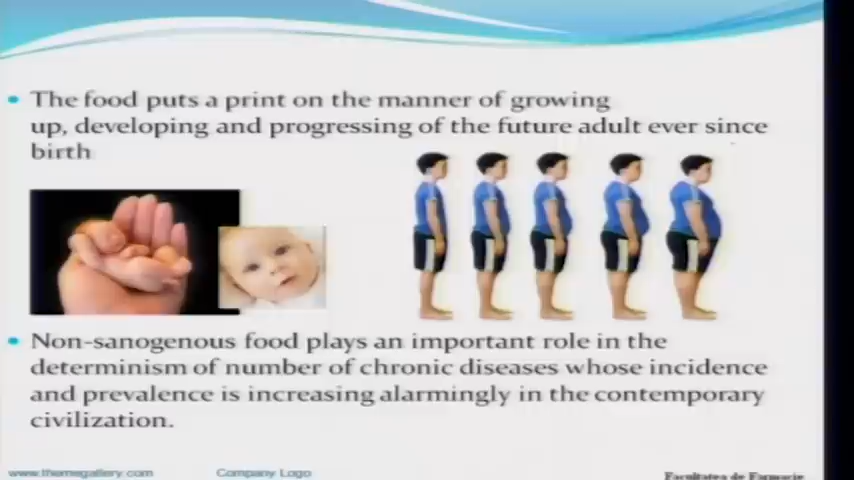 The food puts a print on the manner of growing
up, developing and progressing of the future adult ever since
birth
Non-sanogenous food plays an important role in the
determinism of number of chronic diseases whose incidence
and prevalence is increasing alarmingly in the contemporary
civilization.
www.themegallery.com
Company Logo
Facultatea de Farmacie